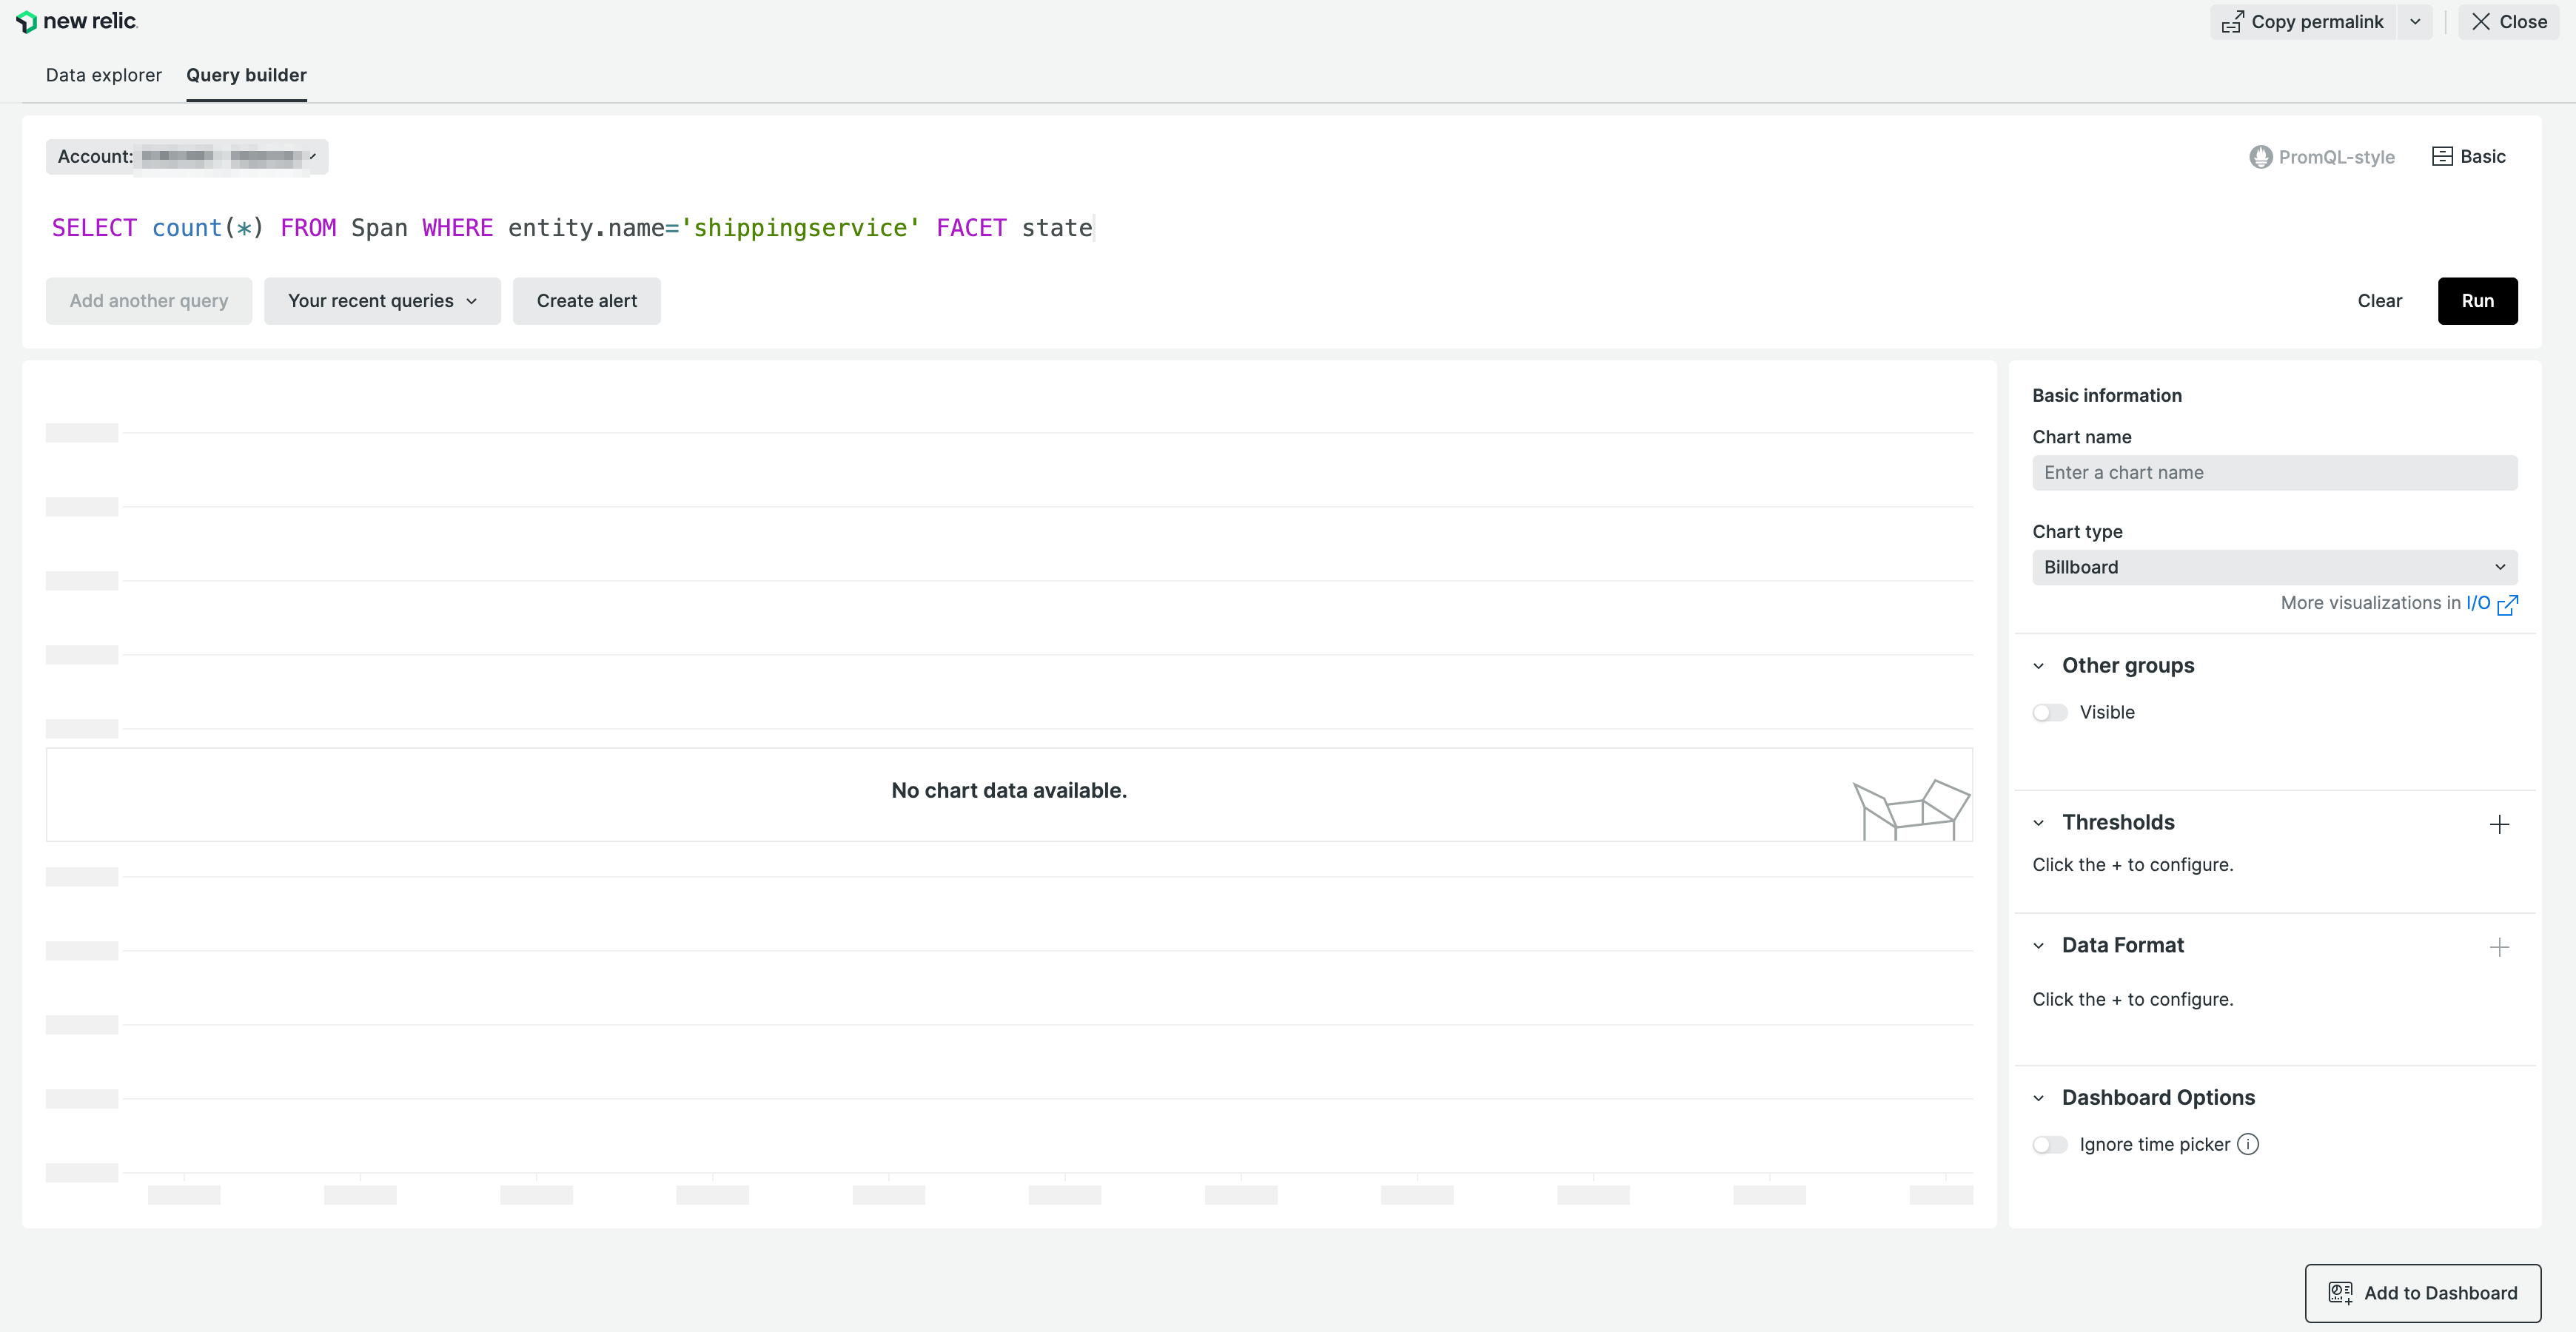 new relic
Copy permalink
Close
Data explorer
Query builder
Account:
PromQL-style
Basic
SELECT count(*) FROM Span WHERE entity.name='shippingservice' FACET state
Add another query
Your recent queries
Create alert
Clear
Run
No chart data available.
Basic information
Chart name
Enter a chart name
Chart type
Billboard
More visualizations in I/O
Other groups
Visible
Thresholds
Click the + to configure.
Data Format
Click the + to configure.
Dashboard Options
Ignore time picker
Add to Dashboard